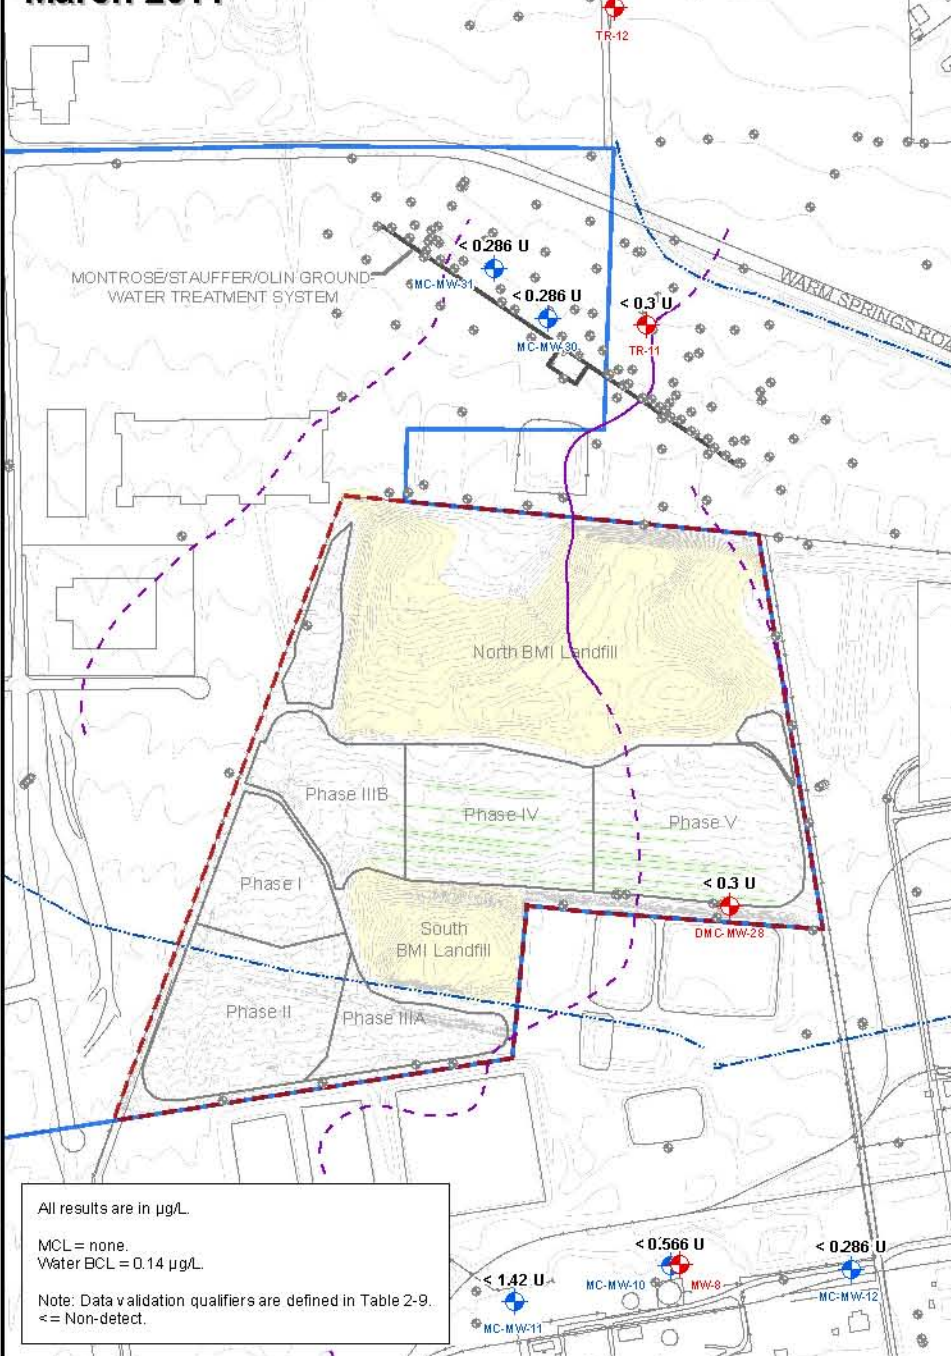 TR-12
< 0.286 U
MONTROSE/STAUFFER/OLIN GROUND-
WATER TREATMENT SYSTEM
MC-MW-31
< 0.286 U
< 0.3 U
WARM SPRINGS ROAD
MC-MW-30
TR-11
North BMI Landfill
Phase IIIB
Phase IV
Phase V
Phase I
< 0.3 U
South
BMI Landfill
DMC-MW-28
Phase II
Phase IIIA
All results are in µg/L.
MCL = none.
Water BCL = 0.14 µg/L.
Note: Data validation qualifiers are defined in Table 2-9.
< = Non-detect.
< 1.42 U
< 0.566 U
< 0.286 U
MC-MW-10
MW-8
MC-MW-12
MC-MW-11